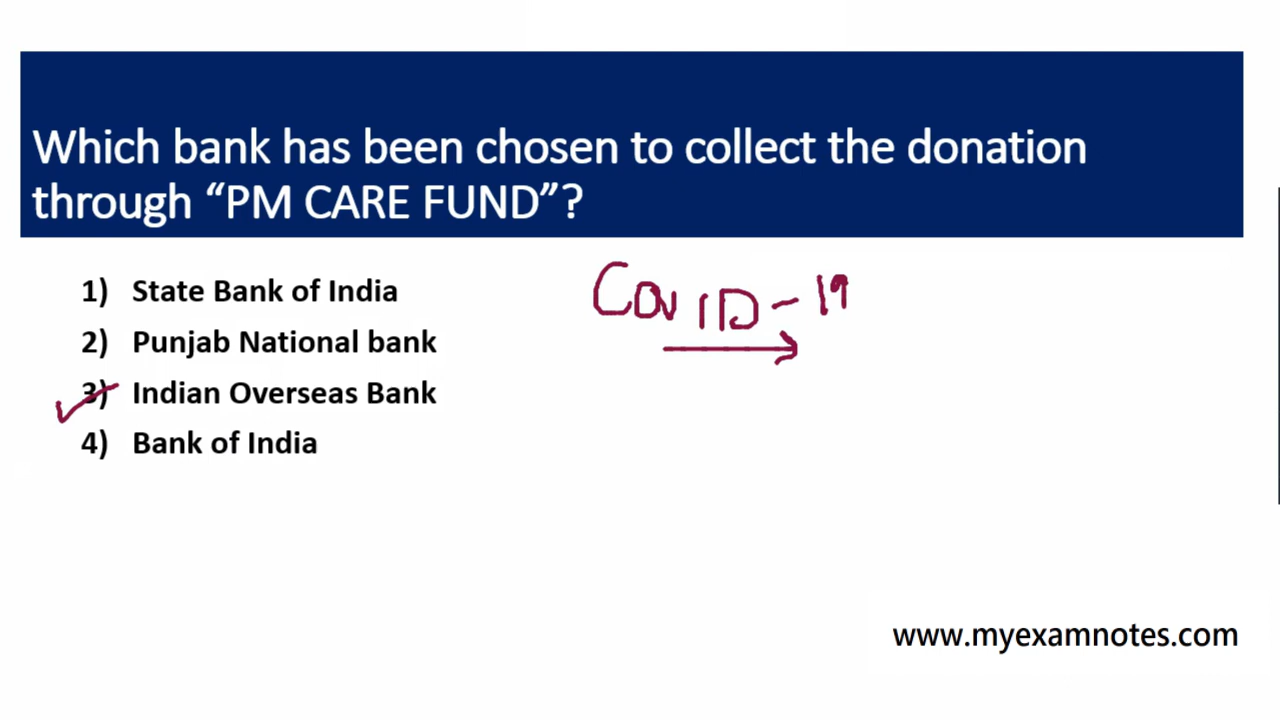 Which bank has been chosen to collect the donation
through “PM CARE FUND”?
1) State Bank of India
2) Punjab National bank
3) Indian Overseas Bank
4) Bank of India
COVID-19
www.myexamnotes.com